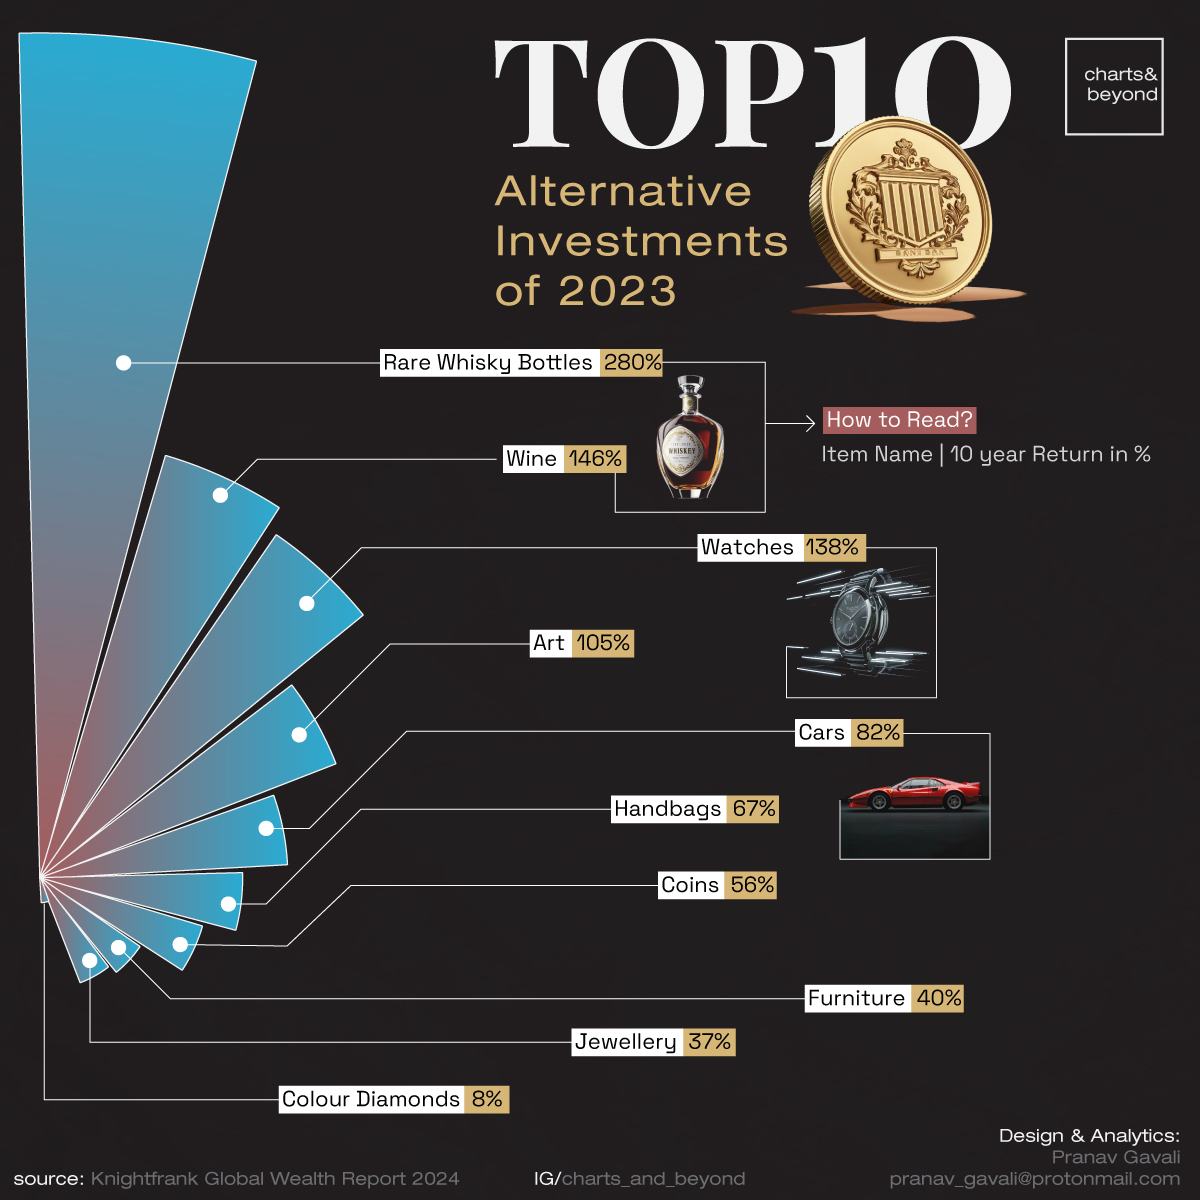 TOP10
charts&
beyond
Alternative
Investments
of 2023
Rare Whisky Bottles 280%
How to Read?
Item Name | 10 year Return in %
Wine 146%
WHISKEY
Watches 138%
Art 105%
Cars 82%
Handbags 67%
Coins 56%
Furniture 40%
Jewellery 37%
Colour Diamonds 8%
Design & Analytics:
Pranav Gavali
source: Knightfrank Global Wealth Report 2024
IG/charts_and_beyond
pranav_gavali@protonmail.com